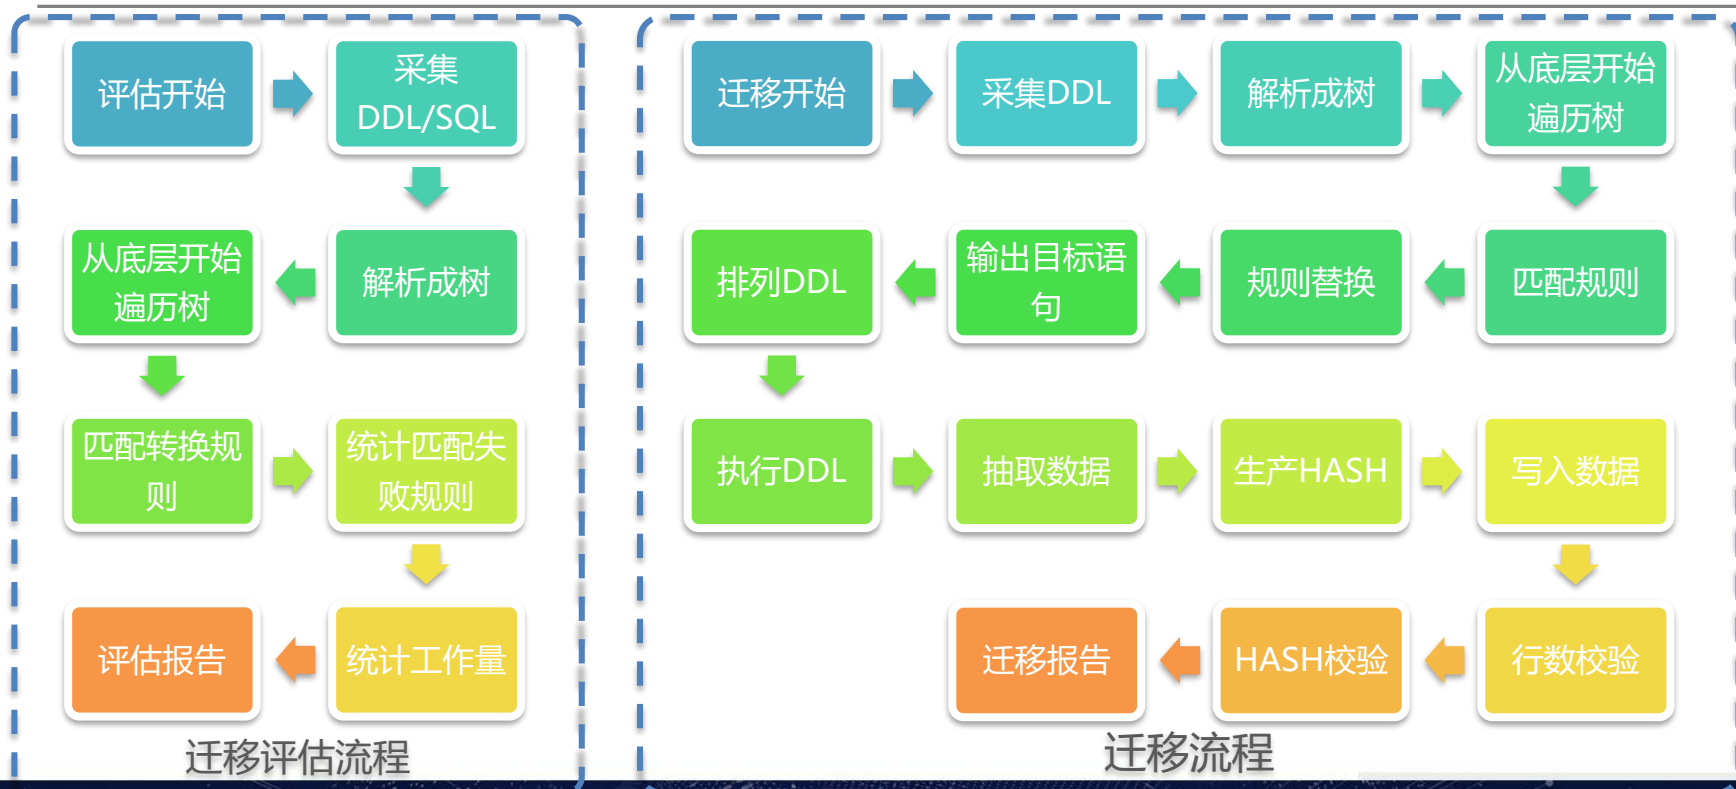 评估开始
采集
DDL/SQL
解析成树
从底层开始
遍历树
匹配转换规
则
统计匹配失
败规则
统计工作量
评估报告
迁移评估流程
迁移开始
采集DDL
解析成树
从底层开始
遍历树
匹配规则
规则替换
输出目标语
句
排列DDL
执行DDL
抽取数据
生产HASH
写入数据
行数校验
HASH校验
迁移报告
迁移流程